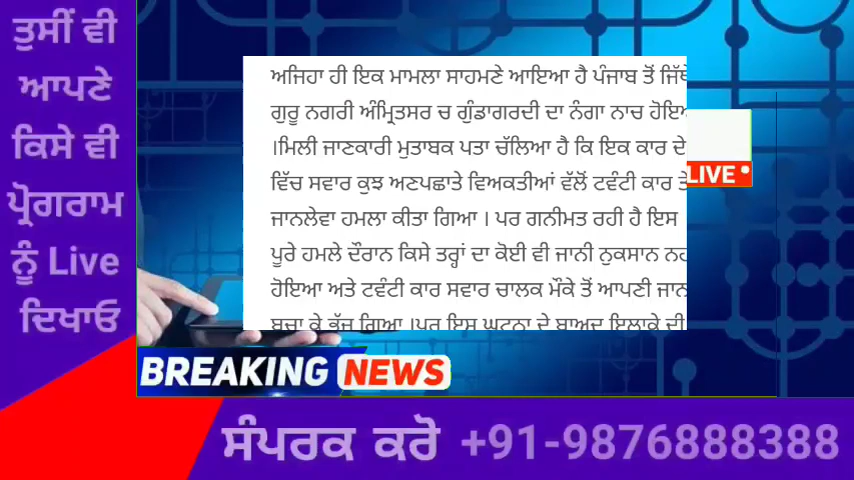 ਤੁਸੀਂ ਵੀ
ਆਪਣੇ
ਕਿਸੇ ਵੀ
ਪ੍ਰੋਗਰਾਮ
ਨੂੰ Live
ਦਿਖਾਓ
ਅਜਿਹਾ ਹੀ ਇਕ ਮਾਮਲਾ ਸਾਹਮਣੇ ਆਇਆ ਹੈ ਪੰਜਾਬ ਤੋਂ ਜਿੱਥੇ
ਗੁਰੂ ਨਗਰੀ ਅੰਮ੍ਰਿਤਸਰ ਚ ਗੁੰਡਾਗਰਦੀ ਦਾ ਨੰਗਾ ਨਾਚ ਹੋਇਆ
।ਮਿਲੀ ਜਾਣਕਾਰੀ ਮੁਤਾਬਕ ਪਤਾ ਚੱਲਿਆ ਹੈ ਕਿ ਇਕ ਕਾਰ ਦੇ
ਵਿੱਚ ਸਵਾਰ ਕੁਝ ਅਣਪਛਾਤੇ ਵਿਅਕਤੀਆਂ ਵੱਲੋਂ ਟਵੰਟੀ ਕਾਰ ਤੇ
ਜਾਨਲੇਵਾ ਹਮਲਾ ਕੀਤਾ ਗਿਆ । ਪਰ ਗਨੀਮਤ ਰਹੀ ਹੈ ਇਸ
ਪੂਰੇ ਹਮਲੇ ਦੌਰਾਨ ਕਿਸੇ ਤਰ੍ਹਾਂ ਦਾ ਕੋਈ ਵੀ ਜਾਨੀ ਨੁਕਸਾਨ ਨਹ
ਹੋਇਆ ਅਤੇ ਟਵੰਟੀ ਕਾਰ ਸਵਾਰ ਚਾਲਕ ਮੌਕੇ ਤੋਂ ਆਪਣੀ ਜਾਨ
ਬਚਾ ਕੇ ਭੱਜ ਗਿਆ ।ਪਰ ਇਸ ਘਟਨਾ ਦੇ ਬਾਅਦ ਇਲਾਕੇ ਦੀ
LIVE
BREAKING NEWS
ਸੰਪਰਕ ਕਰੋ +91-9876888388